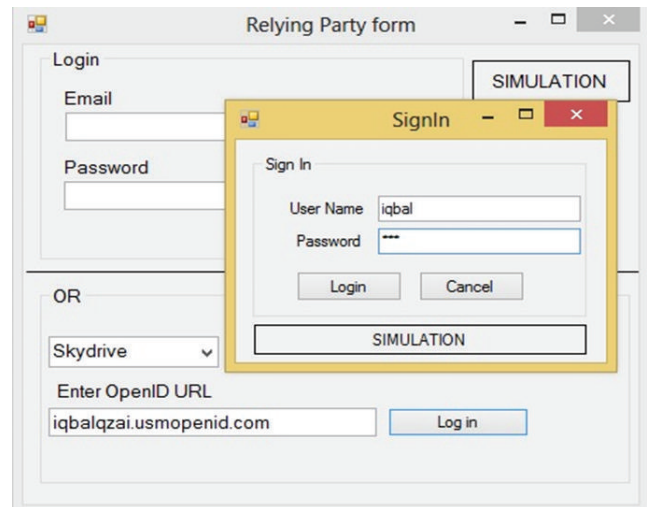 Relying Party form
Login
SIMULATION
Email
Password
SignIn
Sign In
User Name iqbal
Password ***
Login Cancel
SIMULATION
OR
Skydrive
Enter OpenID URL
iqbalqzai.usmopenid.com Log in